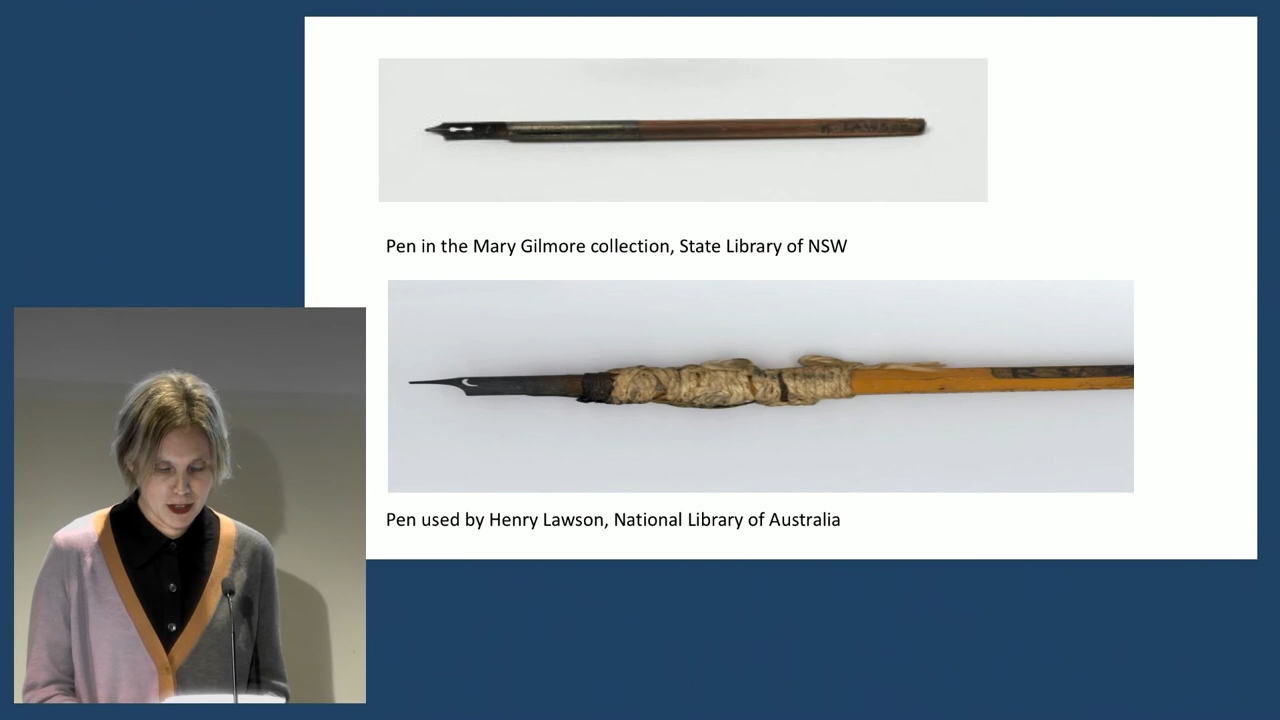 LAWSON
Pen in the Mary Gilmore collection, State Library of NSW
Pen used by Henry Lawson, National Library of Australia